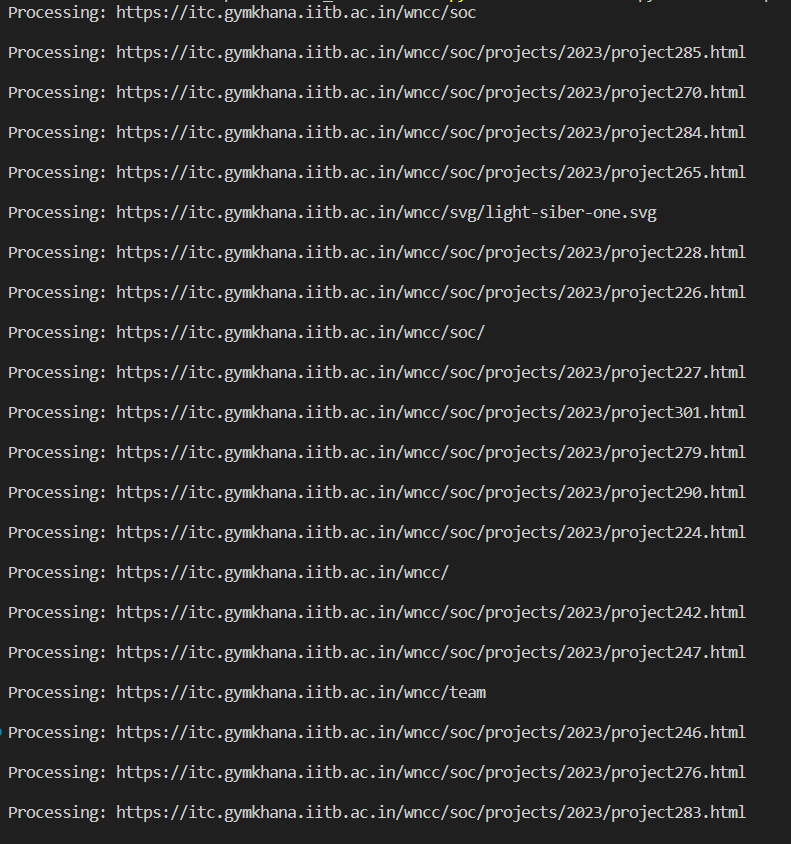 Processing: https://itc.gymkhana.iitb.ac.in/wncc/soc
Processing: https://itc.gymkhana.iitb.ac.in/wncc/soc/projects/2023/project285.html
Processing: https://itc.gymkhana.iitb.ac.in/wncc/soc/projects/2023/project270.html
Processing: https://itc.gymkhana.iitb.ac.in/wncc/soc/projects/2023/project284.html
Processing: https://itc.gymkhana.iitb.ac.in/wncc/soc/projects/2023/project265.html
Processing: https://itc.gymkhana.iitb.ac.in/wncc/svg/light-siber-one.svg
Processing: https://itc.gymkhana.iitb.ac.in/wncc/soc/projects/2023/project228.html
Processing: https://itc.gymkhana.iitb.ac.in/wncc/soc/projects/2023/project226.html
Processing: https://itc.gymkhana.iitb.ac.in/wncc/soc/
Processing: https://itc.gymkhana.iitb.ac.in/wncc/soc/projects/2023/project227.html
Processing: https://itc.gymkhana.iitb.ac.in/wncc/soc/projects/2023/project301.html
Processing: https://itc.gymkhana.iitb.ac.in/wncc/soc/projects/2023/project279.html
Processing: https://itc.gymkhana.iitb.ac.in/wncc/soc/projects/2023/project290.html
Processing: https://itc.gymkhana.iitb.ac.in/wncc/soc/projects/2023/project224.html
Processing: https://itc.gymkhana.iitb.ac.in/wncc/
Processing: https://itc.gymkhana.iitb.ac.in/wncc/soc/projects/2023/project242.html
Processing: https://itc.gymkhana.iitb.ac.in/wncc/soc/projects/2023/project247.html
Processing: https://itc.gymkhana.iitb.ac.in/wncc/team
Processing: https://itc.gymkhana.iitb.ac.in/wncc/soc/projects/2023/project246.html
Processing: https://itc.gymkhana.iitb.ac.in/wncc/soc/projects/2023/project276.html
Processing: https://itc.gymkhana.iitb.ac.in/wncc/soc/projects/2023/project283.html